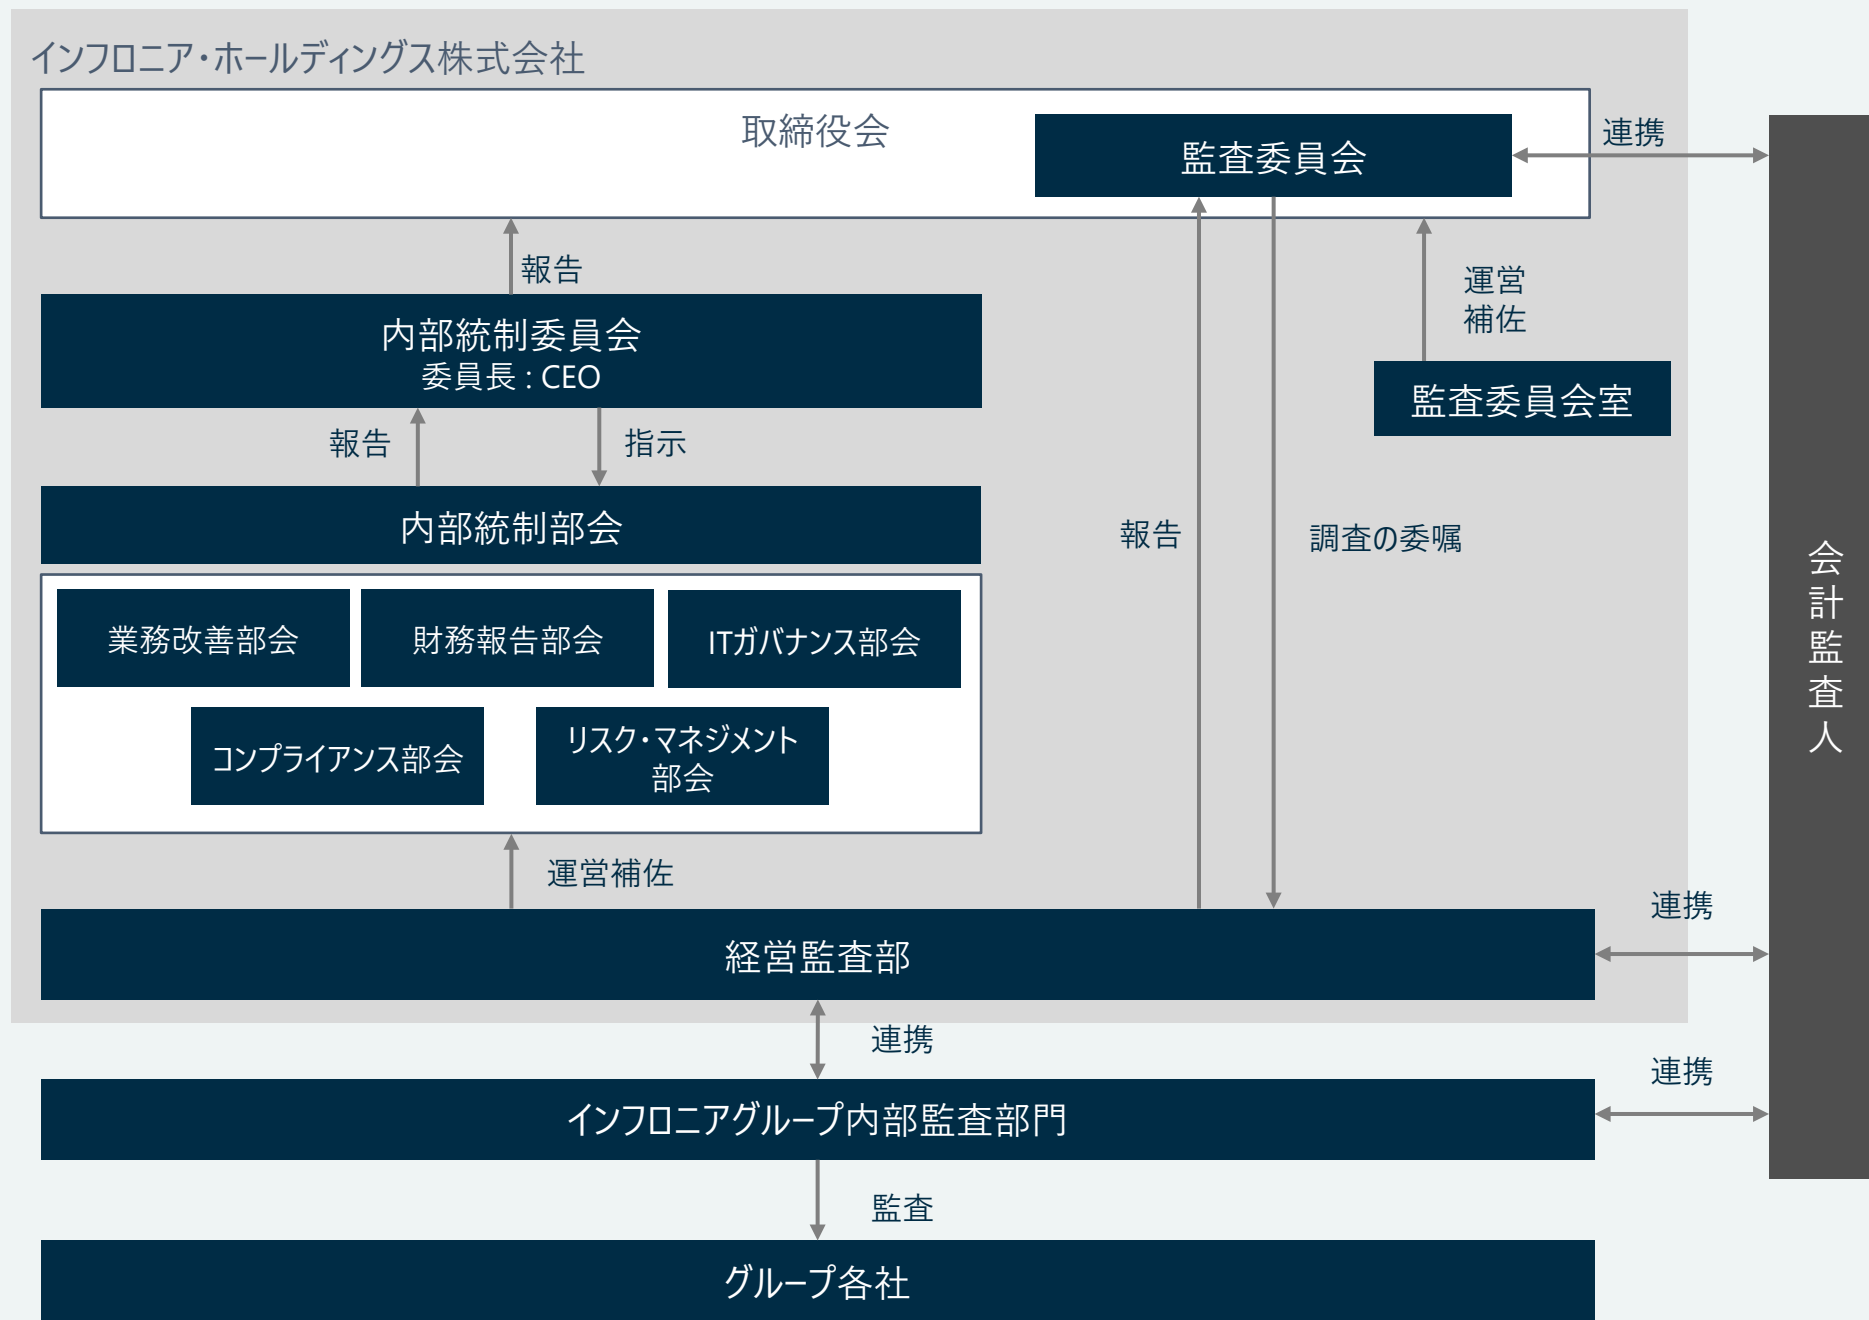 インフロニア・ホールディングス株式会社
取締役会
監査委員会
連携
報告
運営
補佐
内部統制委員会
委員長 : CEO
監査委員会室
報告
指示
内部統制部会
報告
調査の委嘱
業務改善部会
財務報告部会
ITガバナンス部会
コンプライアンス部会
リスク・マネジメント
部会
運営補佐
経営監査部
連携
連携
インフロニアグループ内部監査部門
連携
監査
グループ各社
会計監査人